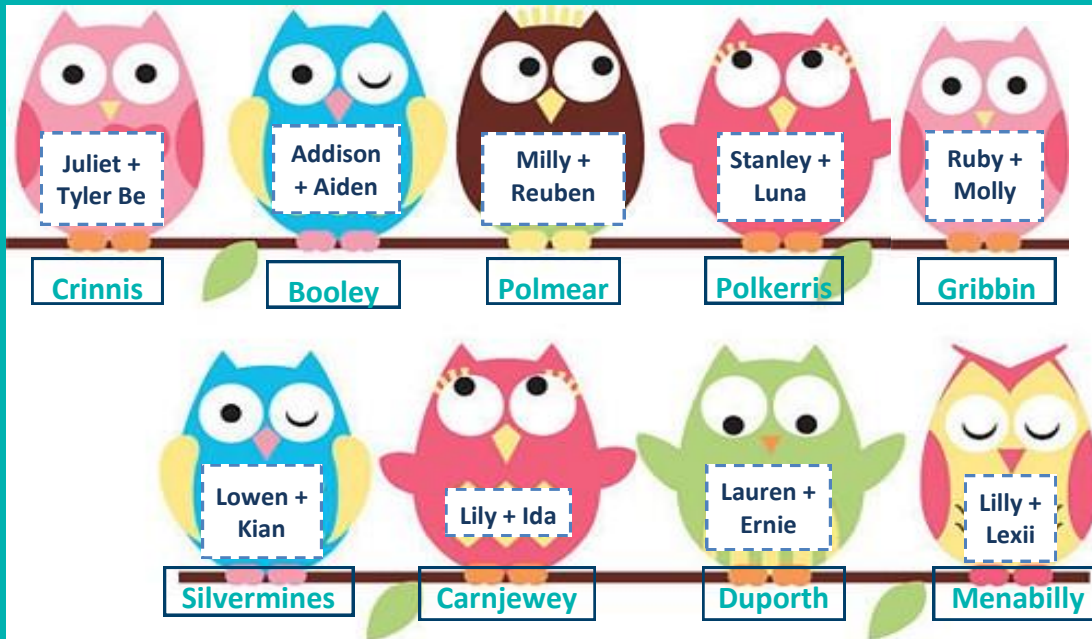 Juliet +
Tyler Be
Addison
+ Aiden
Milly +
Reuben
Stanley +
Luna
Ruby +
Molly
Crinnis
Booley
Polmear
Polkerris
Gribbin
Lowen +
Kian
Lily + Ida
Lauren +
Ernie
Lilly +
Lexii
Silvermines
Carnjewey
Duporth
Menabilly